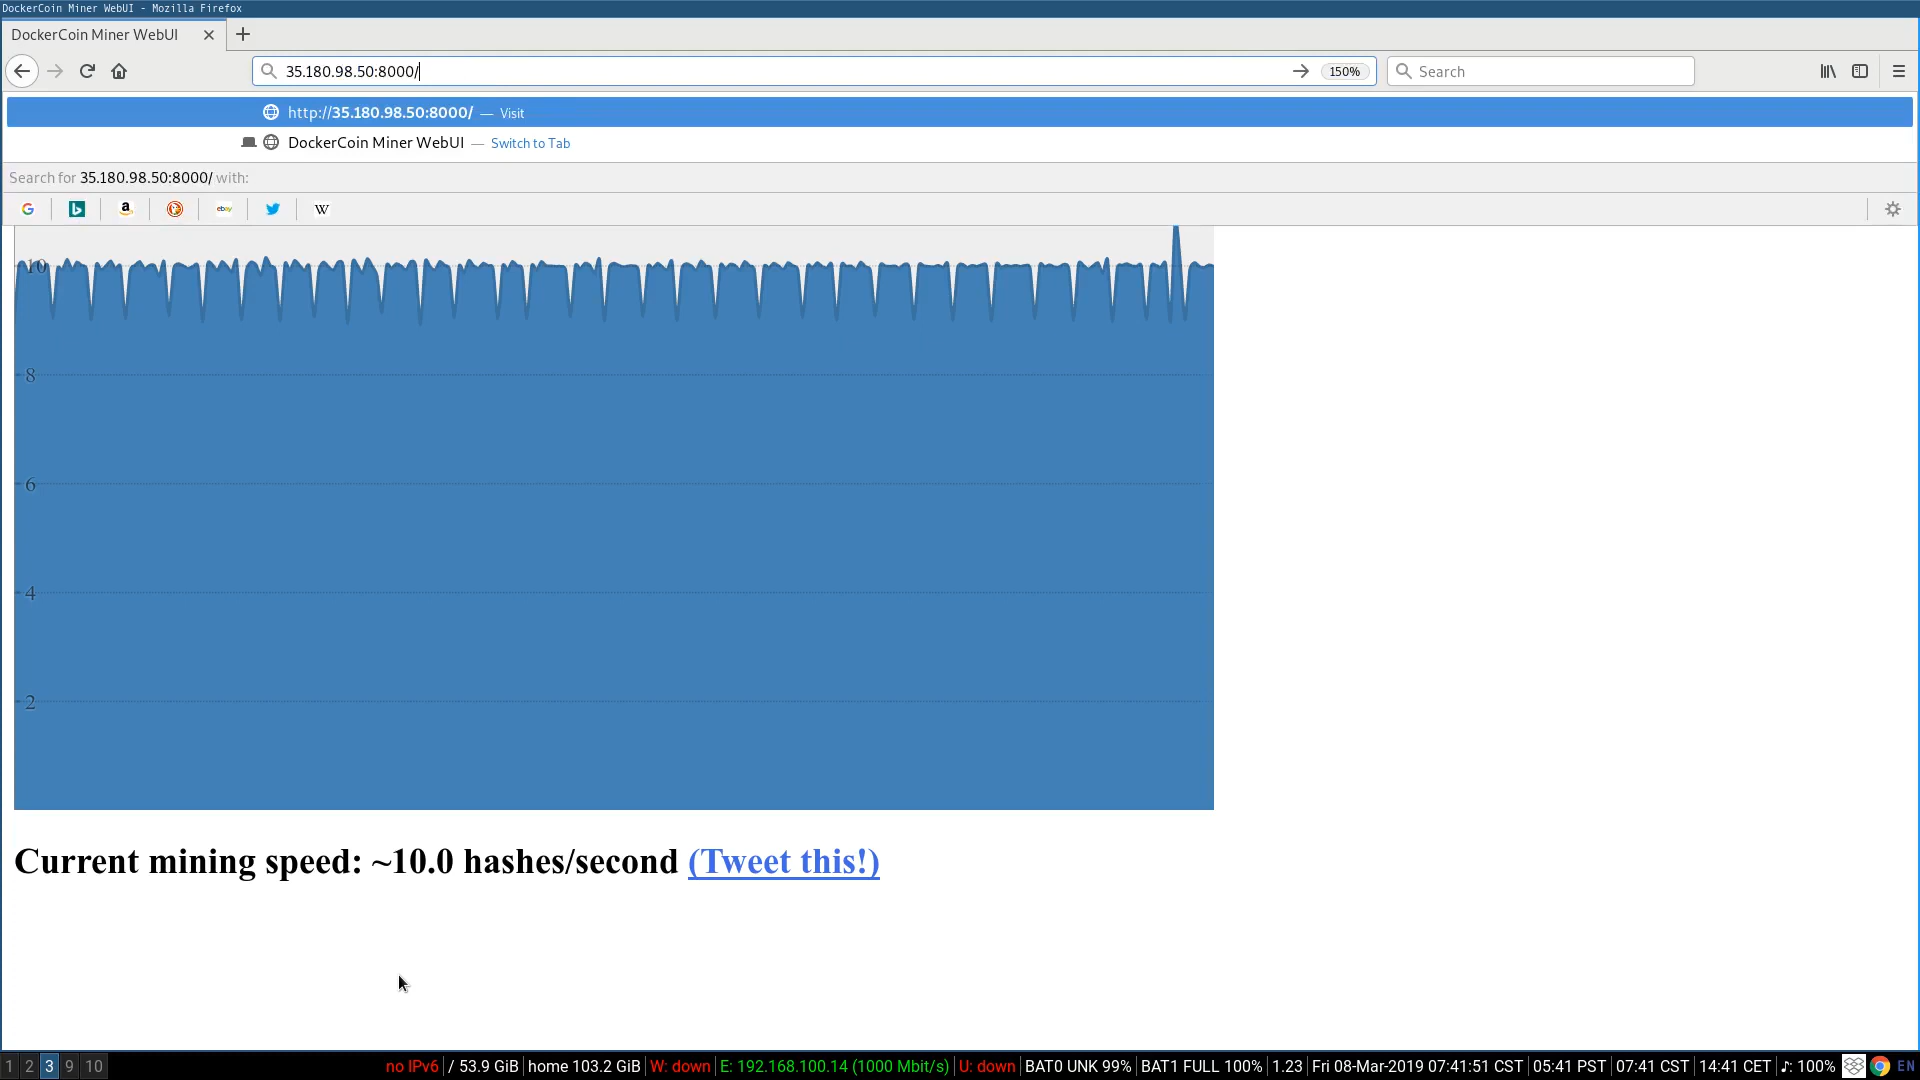 DockerCoin Miner WebUI - Mozilla Firefox
DockerCoin Miner WebUI
35.180.98.50:8000/
150%
Search
http://35.180.98.50:8000/ — Visit
DockerCoin Miner WebUI — Switch to Tab
Search for 35.180.98.50:8000/ with:
G b a ebay W
10
8
6
4
2
Current mining speed: ~10.0 hashes/second (Tweet this!)
1 2 3 9 10 no IPv6 / 53.9 GiB home 103.2 GiB W: down E: 192.168.100.14 (1000 Mbit/s) U: down BAT0 UNK 99% BAT1 FULL 100% 1.23 Fri 08-Mar-2019 07:41:51 CST 05:41 PST 07:41 CST 14:41 CET ♪: 100% EN